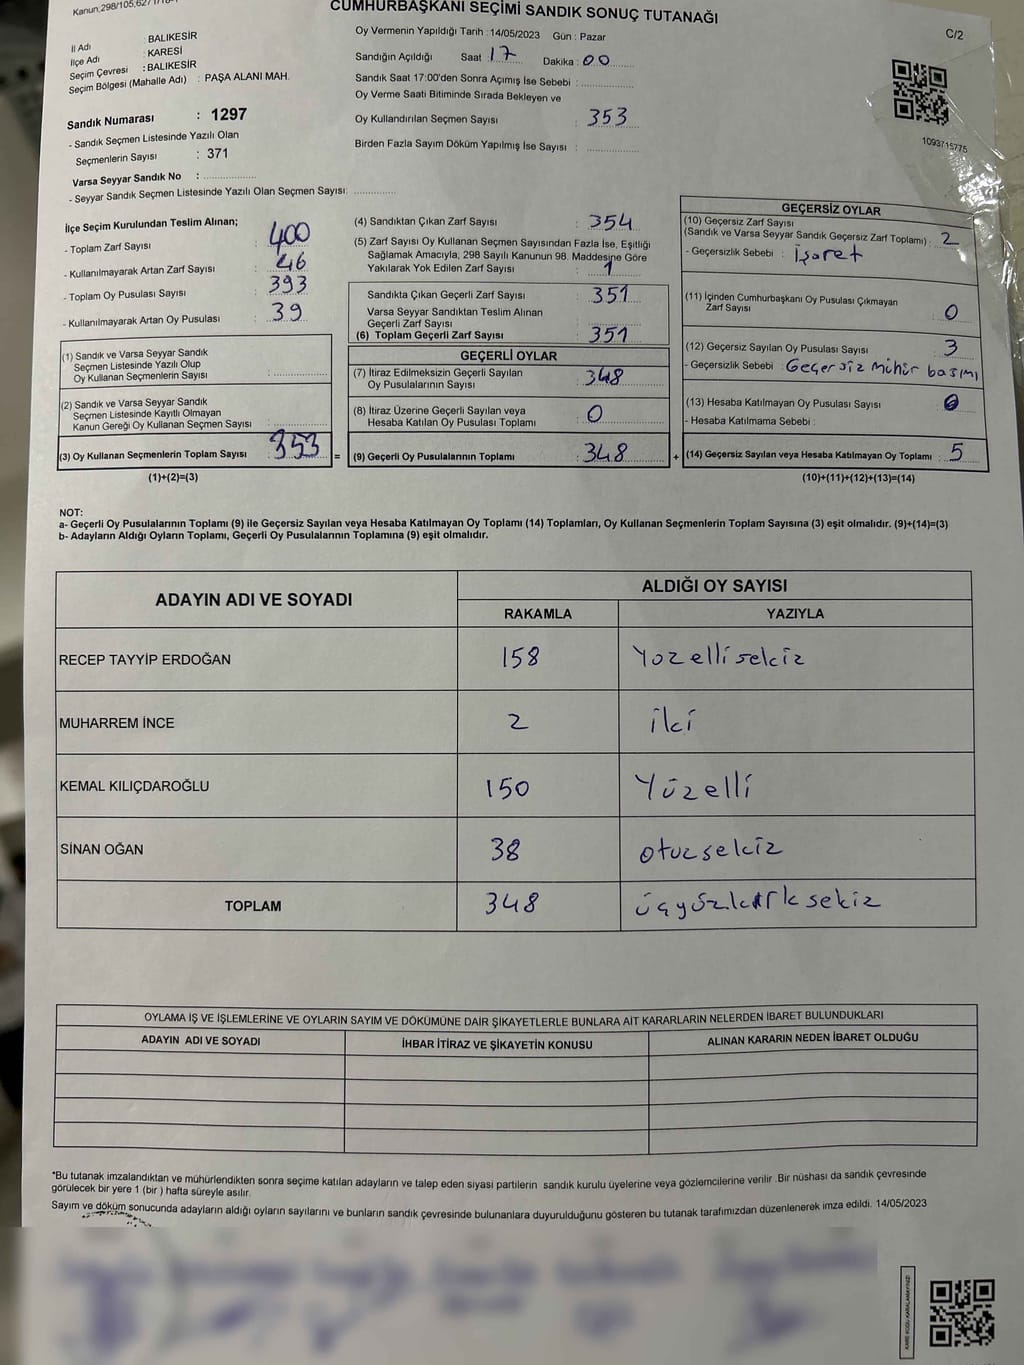 Kanun,298/105,62/1/10-1
CUMHURBAŞKANI SEÇİMİ SANDIK SONUÇ TUTANAĞI
C/2
İl Adı : BALIKESİR
İlçe Adı : KARESİ
Seçim Çevresi : BALIKESİR
Seçim Bölgesi (Mahalle Adı) : PAŞA ALANI MAH.
Sandık Numarası : 1297
- Sandık Seçmen Listesinde Yazılı Olan
Seçmenlerin Sayısı : 371
Varsa Seyyar Sandık No :
- Seyyar Sandık Seçmen Listesinde Yazılı Olan Seçmen Sayısı:
Oy Vermenin Yapıldığı Tarih : 14/05/2023 Gün : Pazar
Sandığın Açıldığı Saat : 17 Dakika : 00
Sandık Saat 17:00'den Sonra Açımış İse Sebebi :
Oy Verme Saati Bitiminde Sırada Bekleyen ve
Oy Kullandırılan Seçmen Sayısı : 353
Birden Fazla Sayım Döküm Yapılmış İse Sayısı :
1093715775
İlçe Seçim Kurulundan Teslim Alınan;
- Toplam Zarf Sayısı : 400
- Kullanılmayarak Artan Zarf Sayısı : 46
- Toplam Oy Pusulası Sayısı : 393
- Kullanılmayarak Artan Oy Pusulası : 39
(1) Sandık ve Varsa Seyyar Sandık
Seçmen Listesinde Yazılı Olup
Oy Kullanan Seçmenlerin Sayısı :
(2) Sandık ve Varsa Seyyar Sandık
Seçmen Listesinde Kayıtlı Olmayan
Kanun Gereği Oy Kullanan Seçmen Sayısı :
(3) Oy Kullanan Seçmenlerin Toplam Sayısı : 353 =
(1)+(2)=(3)
(4) Sandıktan Çıkan Zarf Sayısı : 354
(5) Zarf Sayısı Oy Kullanan Seçmen Sayısından Fazla İse, Eşitliği
Sağlamak Amacıyla, 298 Sayılı Kanunun 98. Maddesine Göre
Yakılarak Yok Edilen Zarf Sayısı : 1
Sandıkta Çıkan Geçerli Zarf Sayısı : 351
Varsa Seyyar Sandıktan Teslim Alınan
Geçerli Zarf Sayısı :
(6) Toplam Geçerli Zarf Sayısı : 351
GEÇERLİ OYLAR
(7) İtiraz Edilmeksizin Geçerli Sayılan
Oy Pusulalarının Sayısı : 348
(8) İtiraz Üzerine Geçerli Sayılan veya
Hesaba Katılan Oy Pusulası Toplamı : 0
(9) Geçerli Oy Pusulalarının Toplamı : 348 +
GEÇERSİZ OYLAR
(10) Geçersiz Zarf Sayısı
(Sandık ve Varsa Seyyar Sandık Geçersiz Zarf Toplamı) : 2
- Geçersizlik Sebebi : İşaret
(11) İçinden Cumhurbaşkanı Oy Pusulası Çıkmayan
Zarf Sayısı : 0
(12) Geçersiz Sayılan Oy Pusulası Sayısı : 3
- Geçersizlik Sebebi : Geçersiz mühür basımı
(13) Hesaba Katılmayan Oy Pusulası Sayısı : 0
- Hesaba Katılmama Sebebi :
(14) Geçersiz Sayılan veya Hesaba Katılmayan Oy Toplamı : 5
(10)+(11)+(12)+(13)=(14)
NOT:
a- Geçerli Oy Pusulalarının Toplamı (9) ile Geçersiz Sayılan veya Hesaba Katılmayan Oy Toplamı (14) Toplamları, Oy Kullanan Seçmenlerin Toplam Sayısına (3) eşit olmalıdır. (9)+(14)=(3)
b- Adayların Aldığı Oyların Toplamı, Geçerli Oy Pusulalarının Toplamına (9) eşit olmalıdır.
ADAYIN ADI VE SOYADI
ALDIĞI OY SAYISI
RAKAMLA YAZIYLA
RECEP TAYYİP ERDOĞAN 158 Yüzellisekiz
MUHARREM İNCE 2 iki
KEMAL KILIÇDAROĞLU 150 Yüzelli
SİNAN OĞAN 38 otuzsekiz
TOPLAM 348 üçyüzkırksekiz
OYLAMA İŞ VE İŞLEMLERİNE VE OYLARIN SAYIM VE DÖKÜMÜNE DAİR ŞİKAYETLERLE BUNLARA AİT KARARLARIN NELERDEN İBARET BULUNDUKLARI
ADAYIN ADI VE SOYADI İHBAR İTİRAZ VE ŞİKAYETİN KONUSU ALINAN KARARIN NEDEN İBARET OLDUĞU
*Bu tutanak imzalandıktan ve mühürlendikten sonra seçime katılan adayların ve talep eden siyasi partilerin sandık kurulu üyelerine veya gözlemcilerine verilir. Bir nüshası da sandık çevresinde
görülecek bir yere 1 (bir ) hafta süreyle asılır.
Sayım ve döküm sonucunda adayların aldığı oyların sayılarını ve bunların sandık çevresinde bulunanlara duyurulduğunu gösteren bu tutanak tarafımızdan düzenlenerek imza edildi. 14/05/2023